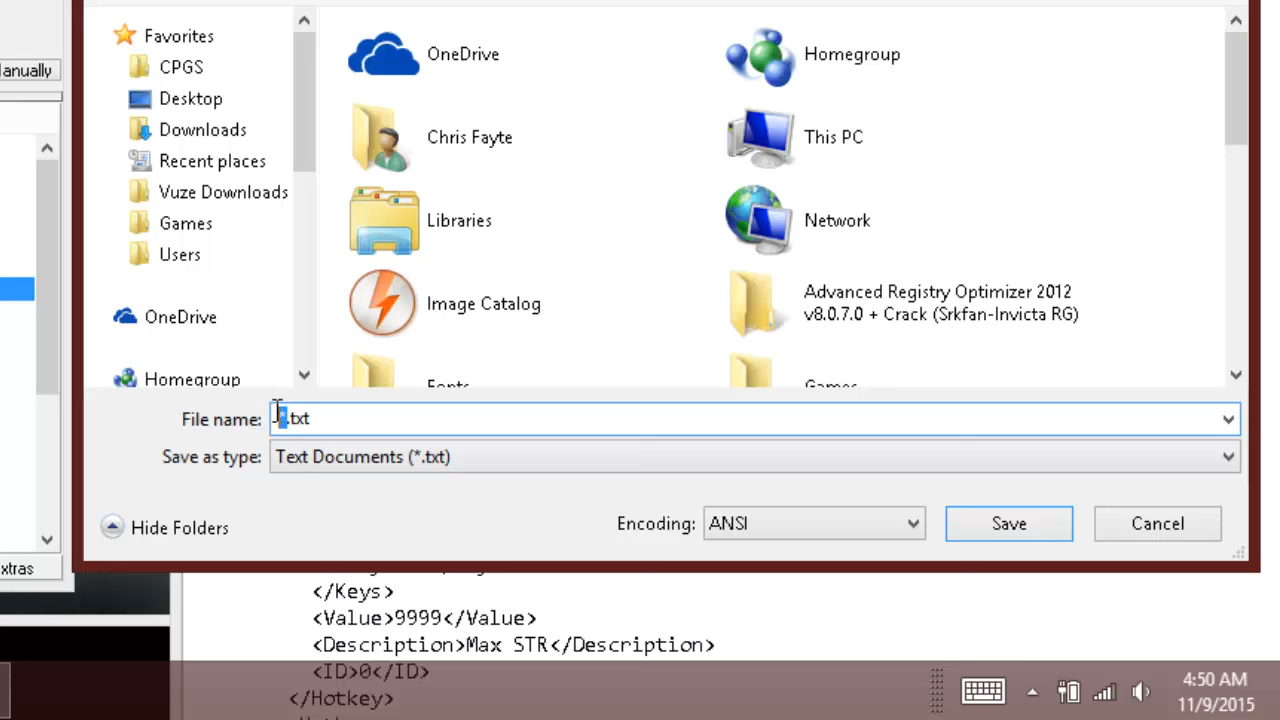 anually
xtras
Favorites
CPGS
Desktop
Downloads
Recent places
Vuze Downloads
Games
Users
OneDrive
Homegroup
OneDrive
Homegroup
Chris Fayte
This PC
Libraries
Network
Image Catalog
Advanced Registry Optimizer 2012
v8.0.7.0 + Crack (Srkfan-Invicta RG)
Fonts
Games
File name: *.txt
Save as type: Text Documents (*.txt)
Hide Folders
Encoding: ANSI
Save
Cancel
</Keys>
<Value>9999</Value>
<Description>Max STR</Description>
<ID>0</ID>
</Hotkey>
4:50 AM
11/9/2015